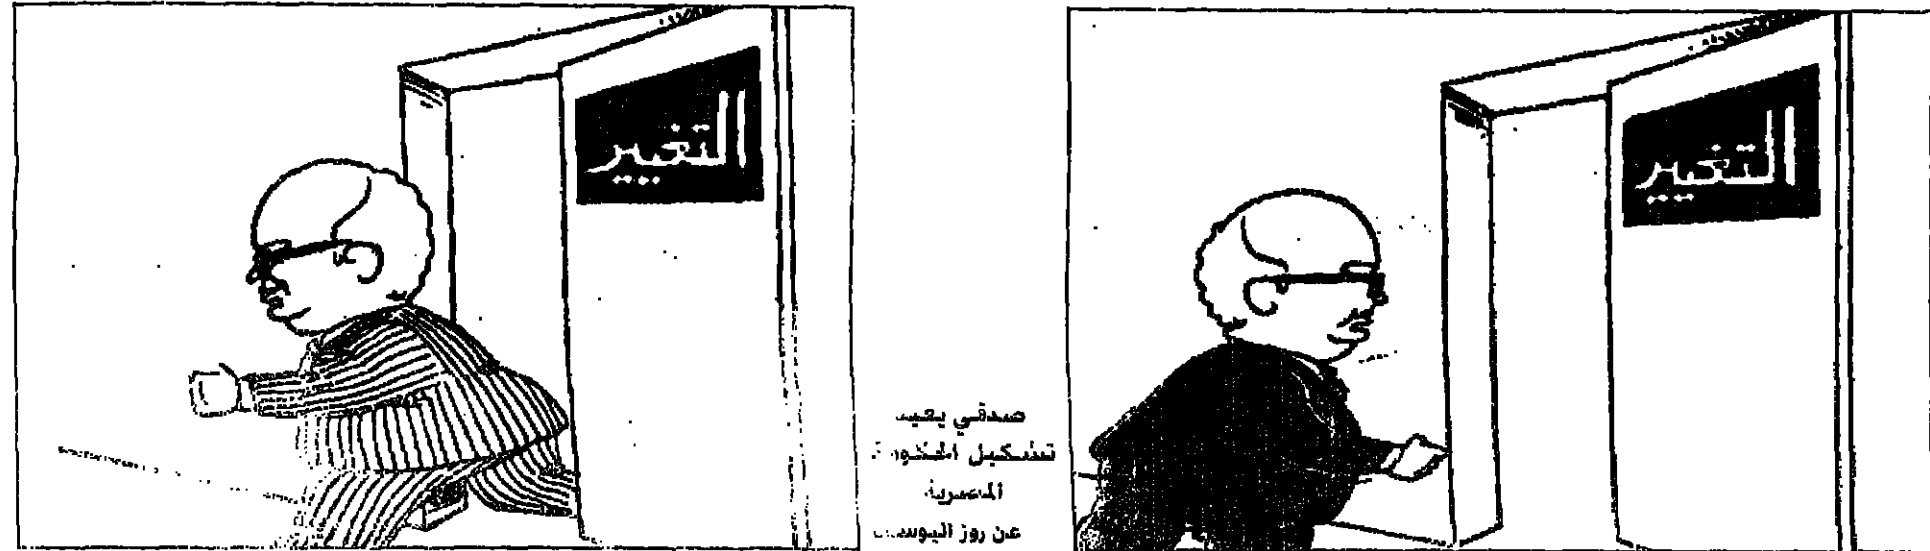 التغيير
التغيير
صدقي يعيد
تشكيل الحكومة
المصرية
عن روز اليوسف